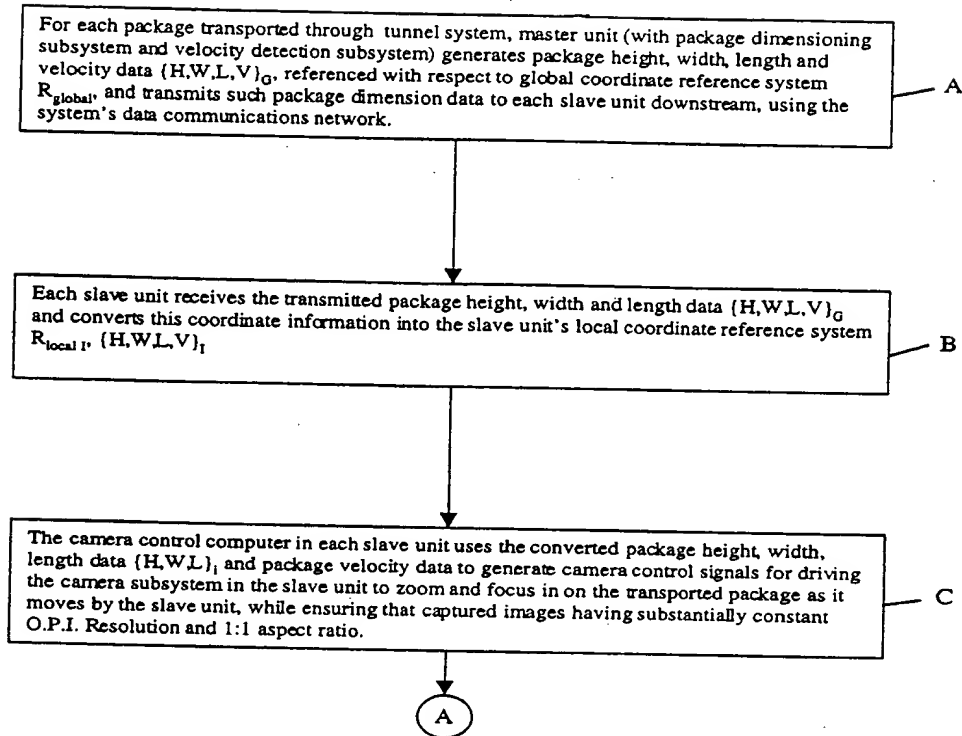 For each package transported through tunnel system, master unit (with package dimensioning
subsystem and velocity detection subsystem) generates package height, width, length and
velocity data {H,W,L,V}G, referenced with respect to global coordinate reference system
Rglobal, and transmits such package dimension data to each slave unit downstream, using the
system's data communications network.
A
Each slave unit receives the transmitted package height, width and length data {H,W,L,V}G
and converts this coordinate information into the slave unit's local coordinate reference system
Rlocal I, {H,W,L,V}I
B
The camera control computer in each slave unit uses the converted package height, width,
length data {H,W,L}i and package velocity data to generate camera control signals for driving
the camera subsystem in the slave unit to zoom and focus in on the transported package as it
moves by the slave unit, while ensuring that captured images having substantially constant
O.P.I. Resolution and 1:1 aspect ratio.
C
A